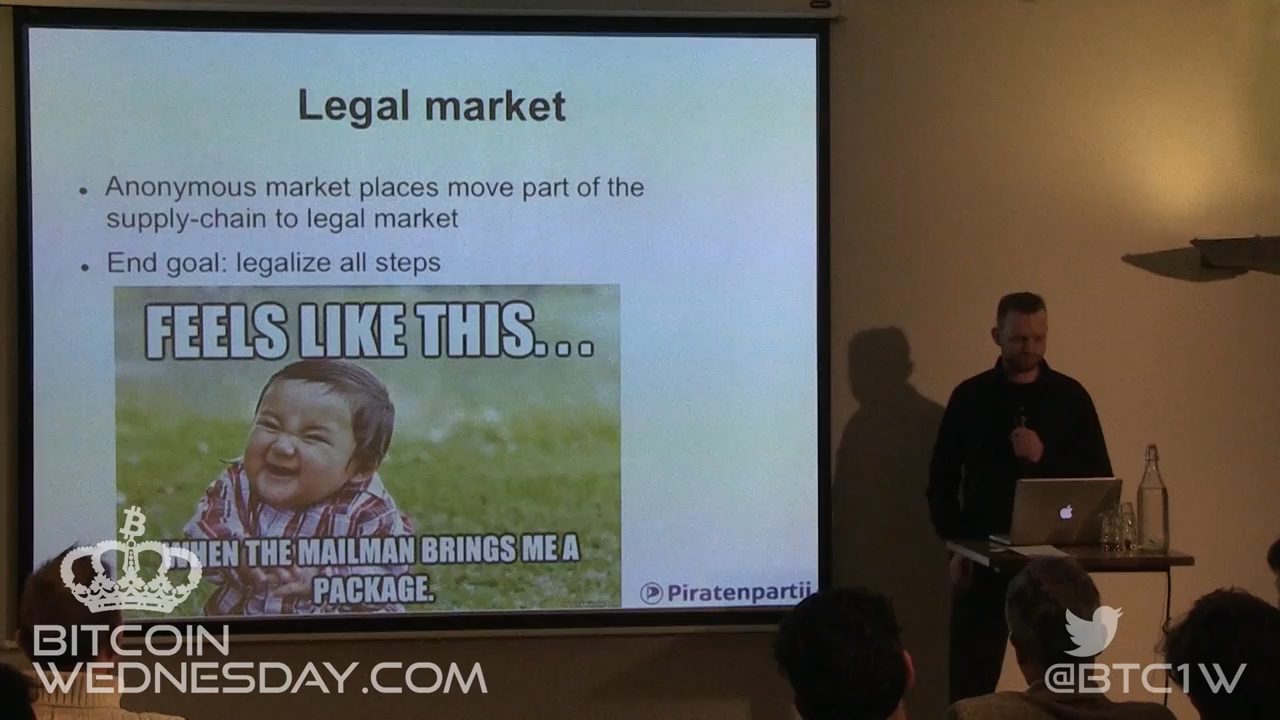 Legal market
Anonymous market places move part of the
supply-chain to legal market
End goal: legalize all steps
FEELS LIKE THIS...
WHEN THE MAILMAN BRINGS ME A
PACKAGE.
Piratenpartij
BITCOIN
WEDNESDAY.COM
@BTC1W